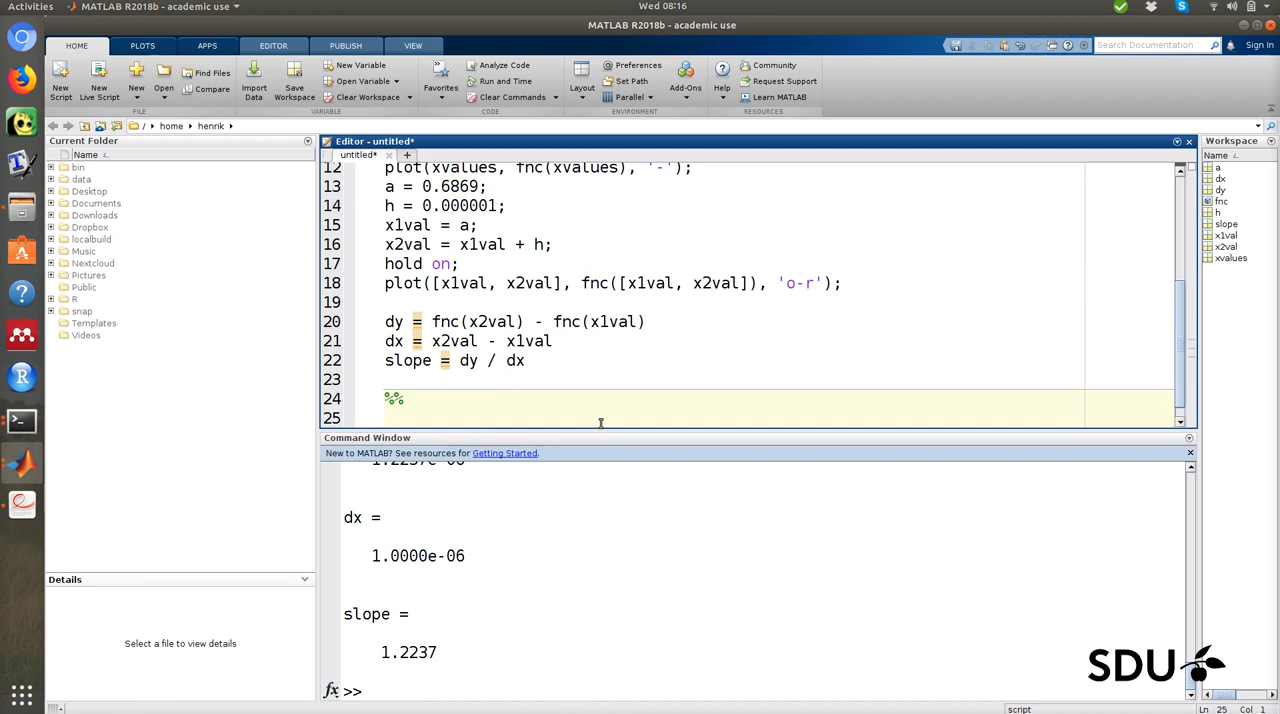 Activities
MATLAB R2018b - academic use
Wed 08:16
MATLAB R2018b - academic use
HOME PLOTS APPS EDITOR PUBLISH VIEW
Search Documentation
Sign In
New Script
New Live Script
New
Open
Find Files
Compare
FILE
Import Data
Save Workspace
New Variable
Open Variable
Clear Workspace
VARIABLE
Favorites
Analyze Code
Run and Time
Clear Commands
CODE
Layout
Preferences
Set Path
Parallel
ENVIRONMENT
Add-Ons
Help
Community
Request Support
Learn MATLAB
RESOURCES
/ home henrik
Current Folder
Name
bin
data
Desktop
Documents
Downloads
Dropbox
localbuild
Music
Nextcloud
Pictures
Public
R
snap
Templates
Videos
Details
Select a file to view details
Editor - untitled*
untitled*
12 plot(xvalues, fnc(xvalues), '-');
13 a = 0.6869;
14 h = 0.000001;
15 x1val = a;
16 x2val = x1val + h;
17 hold on;
18 plot([x1val, x2val], fnc([x1val, x2val]), 'o-r');
19
20 dy = fnc(x2val) - fnc(x1val)
21 dx = x2val - x1val
22 slope = dy / dx
23
24 %%
25
Command Window
New to MATLAB? See resources for Getting Started.
1.2237e-06
dx =
1.0000e-06
slope =
1.2237
fx >>
Workspace
Name
a
dx
dy
fnc
h
slope
x1val
x2val
xvalues
SDU
script
Ln 25 Col 1